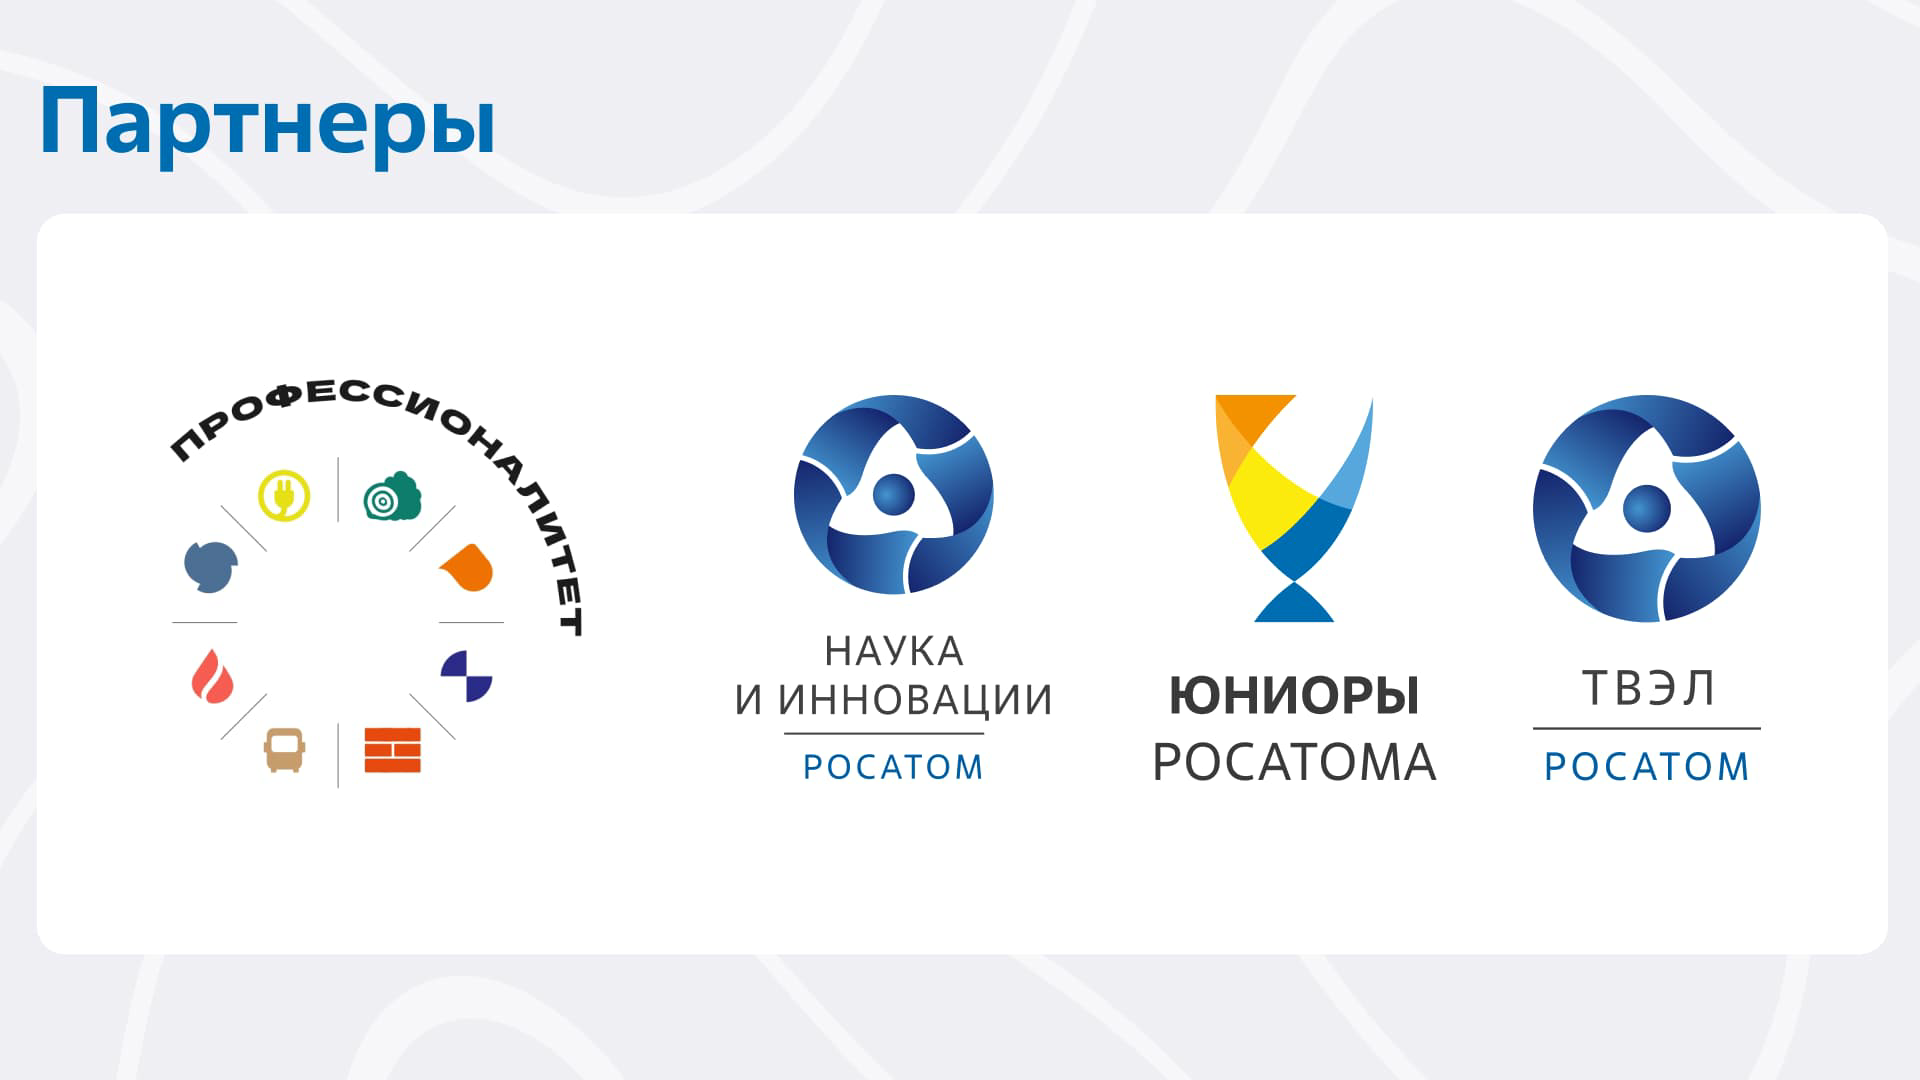 Партнеры
ПРОФЕССИОНАЛИТЕТ
НАУКА
И ИННОВАЦИИ
РОСАТОМ
ЮНИОРЫ
РОСАТОМА
ТВЭЛ
РОСАТОМ